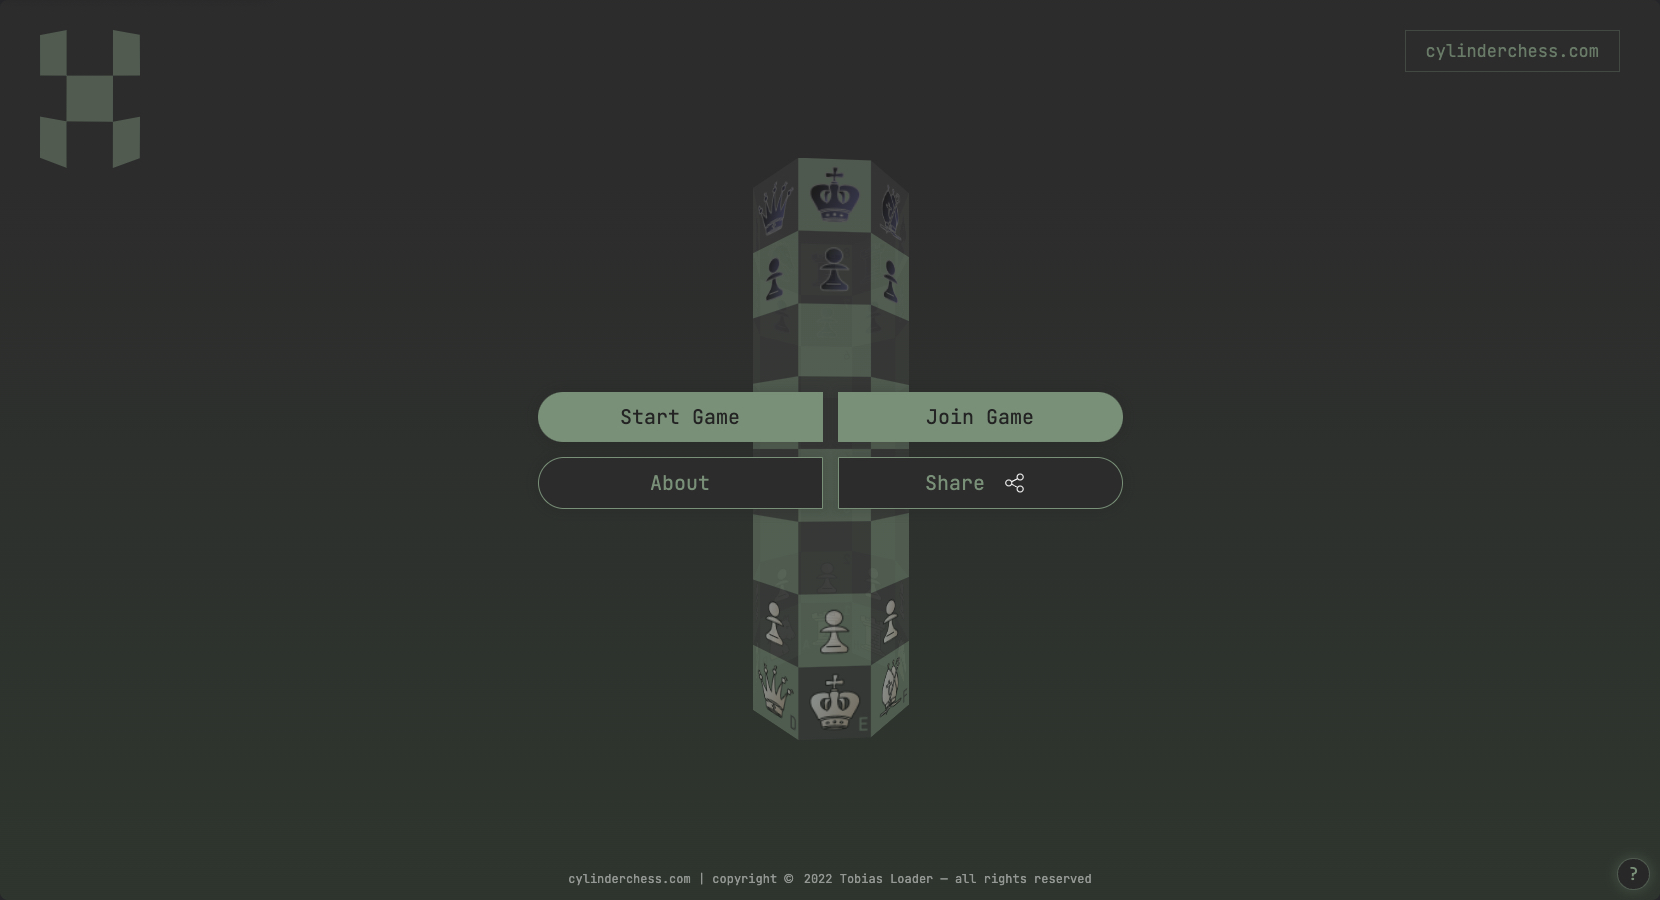 cylinderchess.com
Start Game
Join Game
About
Share
D
E
F
cylinderchess.com | copyright © 2022 Tobias Loader — all rights reserved
?